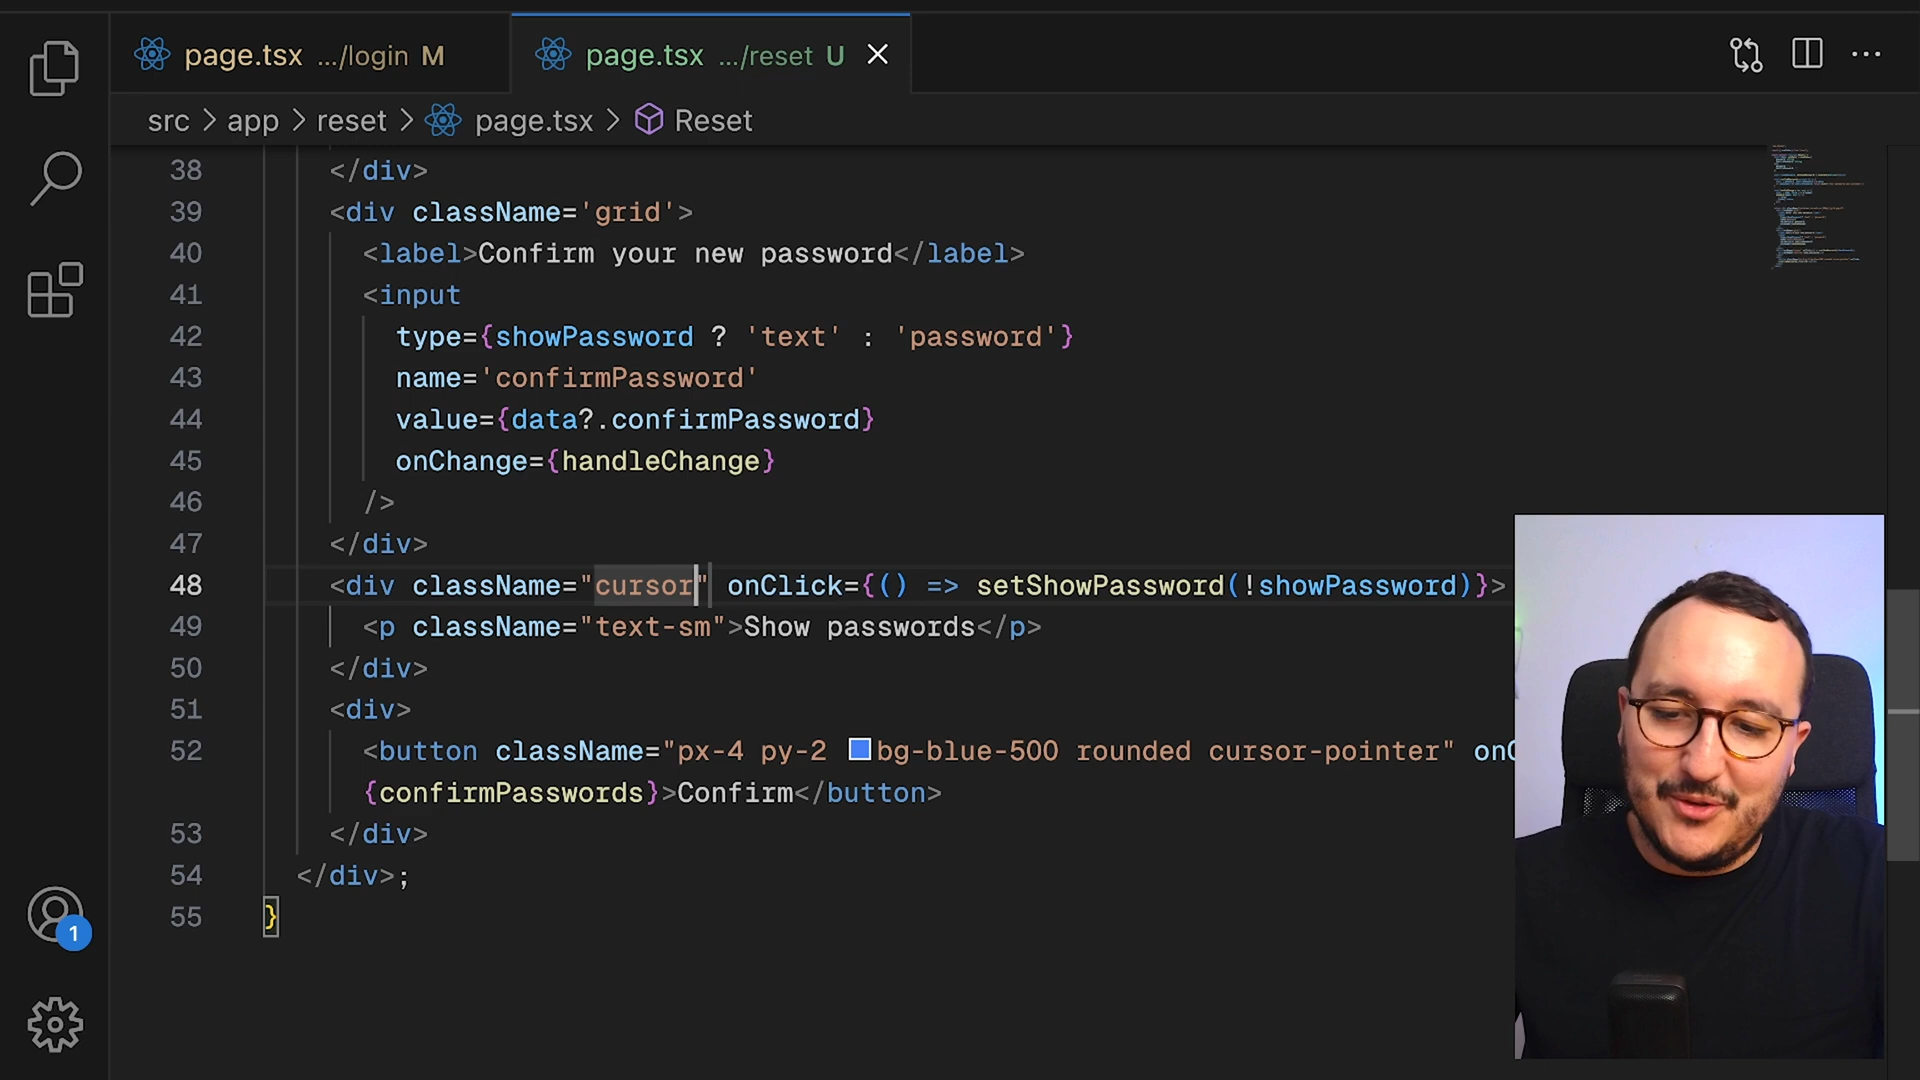 page.tsx .../login M
page.tsx .../reset U
src > app > reset > page.tsx > Reset
38 </div>
39 <div className='grid'>
40 <label>Confirm your new password</label>
41 <input
42 type={showPassword ? 'text' : 'password'}
43 name='confirmPassword'
44 value={data?.confirmPassword}
45 onChange={handleChange}
46 />
47 </div>
48 <div className="cursor" onClick={() => setShowPassword(!showPassword)}>
49 <p className="text-sm">Show passwords</p>
50 </div>
51 <div>
52 <button className="px-4 py-2 bg-blue-500 rounded cursor-pointer" onC
{confirmPasswords}>Confirm</button>
53 </div>
54 </div>;
55 }
1